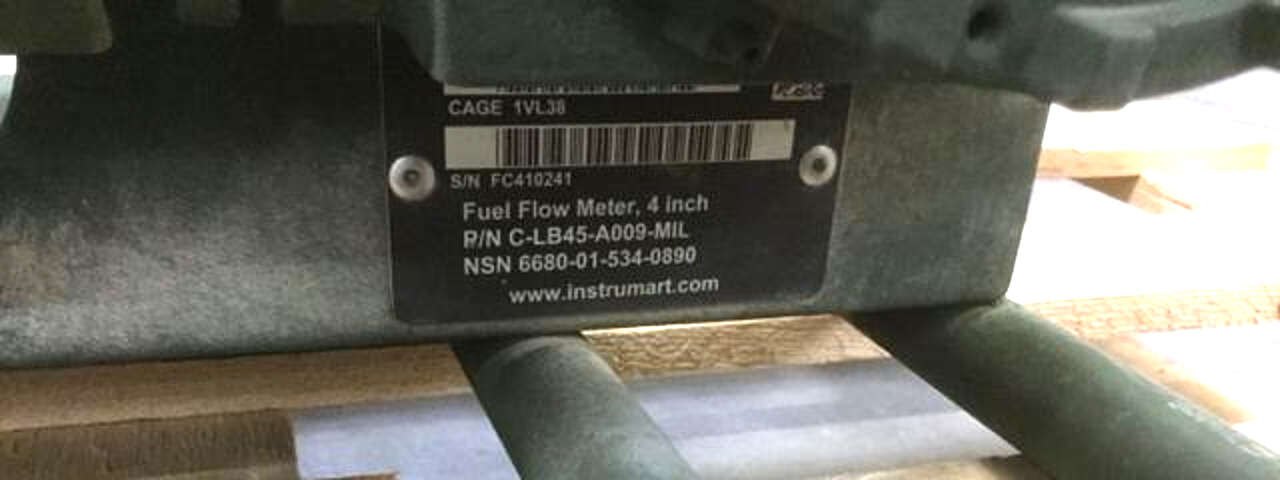 CAGE 1VL38
S/N FC410241
Fuel Flow Meter, 4 inch
P/N C-LB45-A009-MIL
NSN 6680-01-534-0890
www.instrumart.com